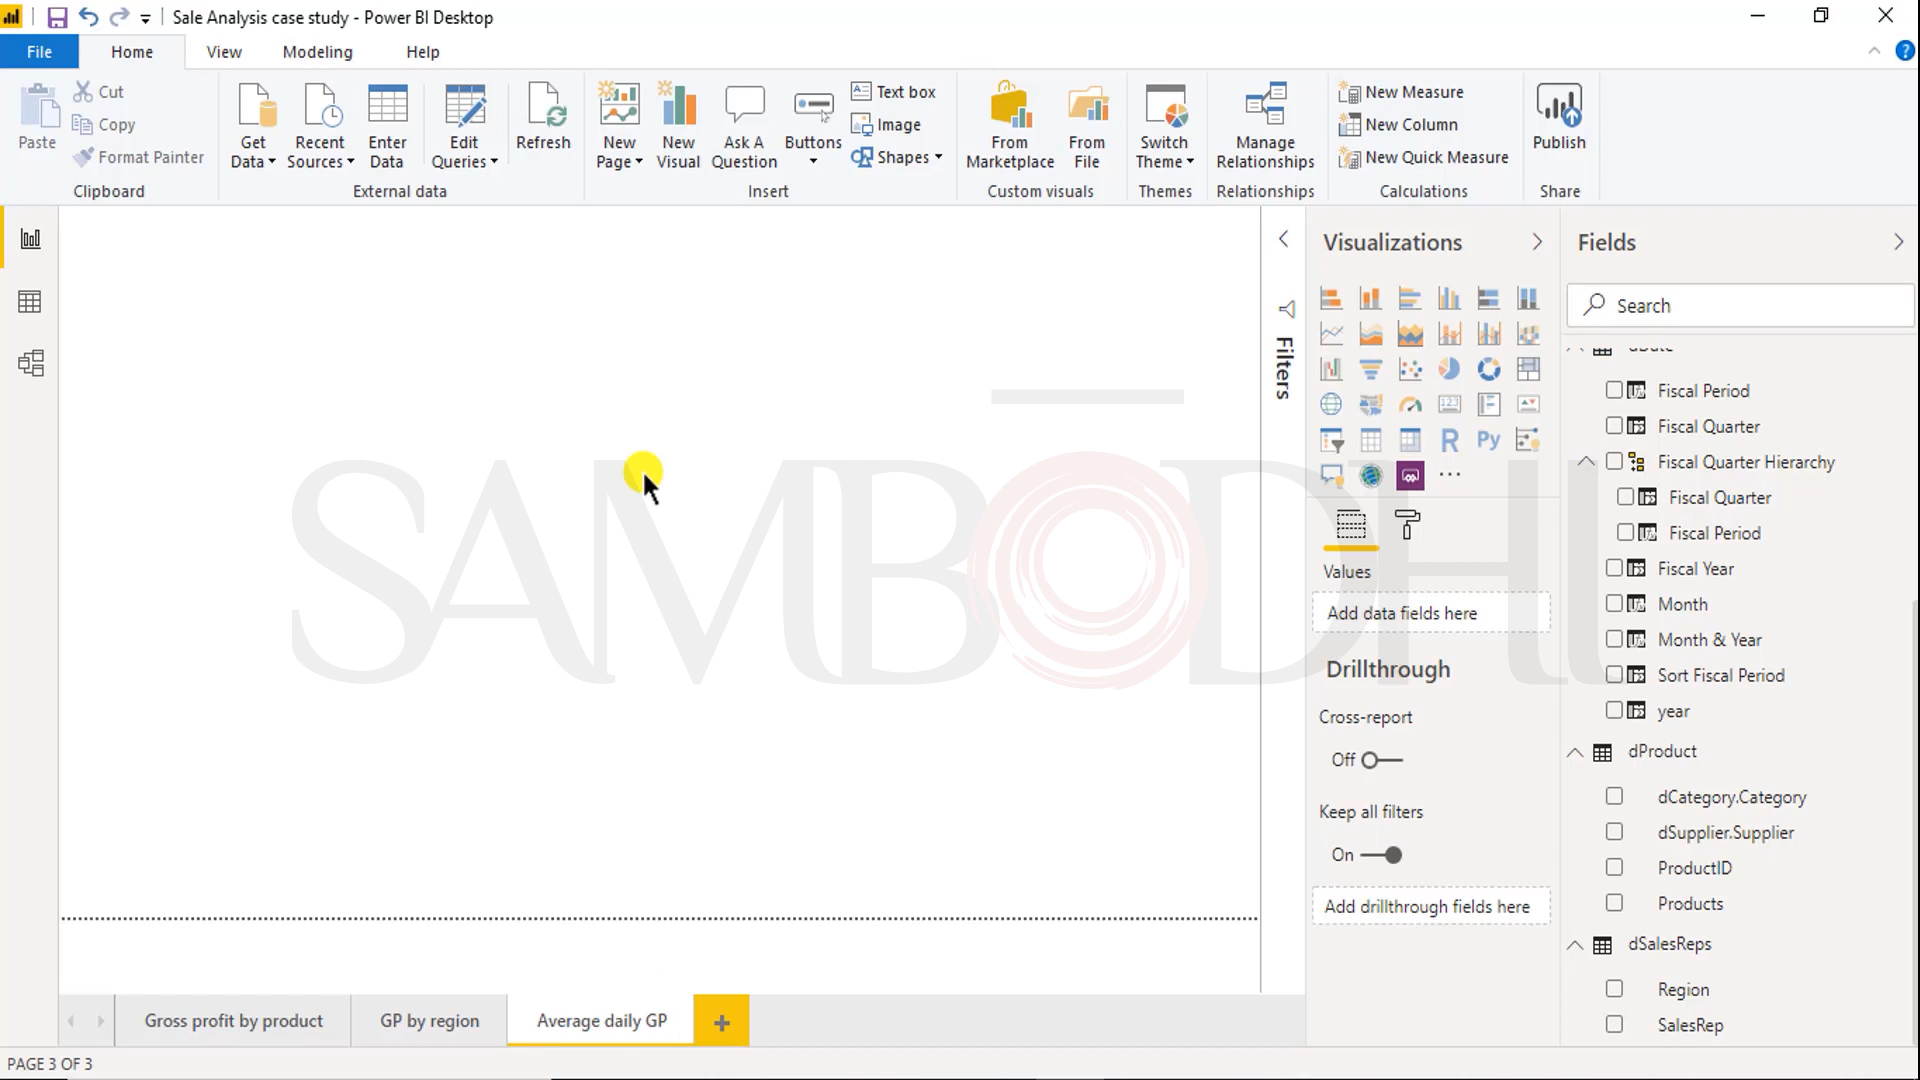 Sale Analysis case study - Power BI Desktop
File
Home
View
Modeling
Help
Paste
Cut
Copy
Format Painter
Clipboard
Get Data
Recent Sources
Enter Data
Edit Queries
Refresh
External data
New Page
New Visual
Ask A Question
Buttons
Text box
Image
Shapes
Insert
From Marketplace
From File
Custom visuals
Switch Theme
Themes
Manage Relationships
Relationships
New Measure
New Column
New Quick Measure
Calculations
Publish
Share
Filters
Visualizations
R
Py
123
Values
Add data fields here
Drillthrough
Cross-report
Off
Keep all filters
On
Add drillthrough fields here
Fields
Search
dDate
Fiscal Period
Fiscal Quarter
Fiscal Quarter Hierarchy
Fiscal Quarter
Fiscal Period
Fiscal Year
Month
Month & Year
Sort Fiscal Period
year
dProduct
dCategory.Category
dSupplier.Supplier
ProductID
Products
dSalesReps
Region
SalesRep
SAMBODHI
Gross profit by product
GP by region
Average daily GP
+
PAGE 3 OF 3